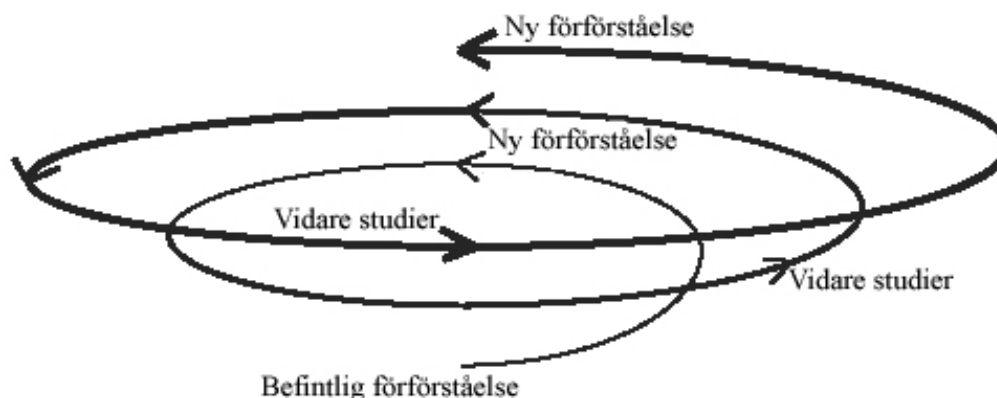 Ny förförståelse
Ny förförståelse
Vidare studier
Vidare studier
Befintlig förförståelse